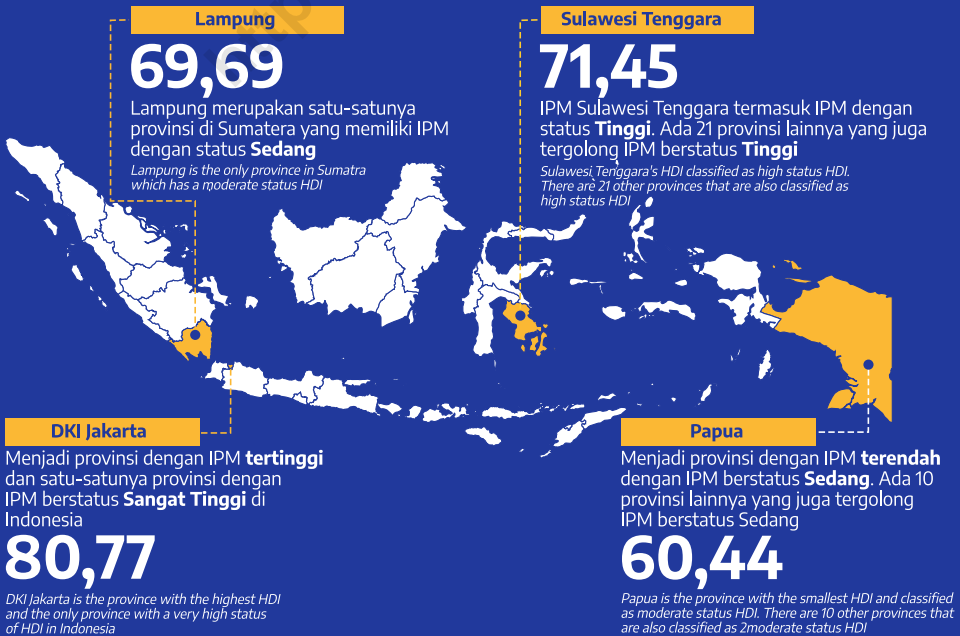 Lampung
69,69
Lampung merupakan satu-satunya
provinsi di Sumatera yang memiliki IPM
dengan status Sedang
Lampung is the only province in Sumatra
which has a moderate status HDI
Sulawesi Tenggara
71,45
IPM Sulawesi Tenggara termasuk IPM dengan
status Tinggi. Ada 21 provinsi lainnya yang juga
tergolong IPM berstatus Tinggi
Sulawesi Tenggara's HDI classified as high status HDI.
There are 21 other provinces that are also classified as
high status HDI
DKI Jakarta
Menjadi provinsi dengan IPM tertinggi
dan satu-satunya provinsi dengan
IPM berstatus Sangat Tinggi di
Indonesia
80,77
DKI Jakarta is the province with the highest HDI
and the only province with a very high status
of HDI in Indonesia
Papua
Menjadi provinsi dengan IPM terendah
dengan IPM berstatus Sedang. Ada 10
provinsi lainnya yang juga tergolong
IPM berstatus Sedang
60,44
Papua is the province with the smallest HDI and classified
as moderate status HDI. There are 10 other provinces that
are also classified as 2moderate status HDI